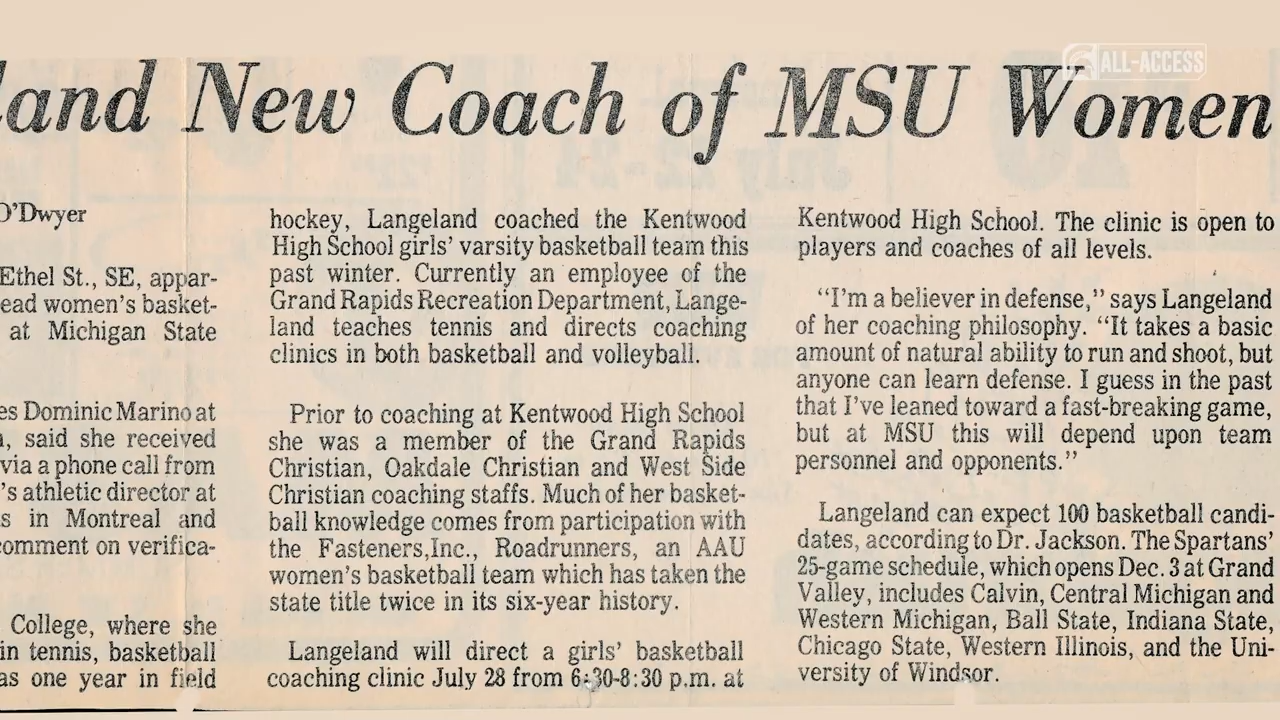 ALL-ACCESS
land New Coach of MSU Women
O'Dwyer
Ethel St., SE, appar-
ead women's basket-
at Michigan State
es Dominic Marino at
, said she received
via a phone call from
's athletic director at
s in Montreal and
comment on verifica-
College, where she
in tennis, basketball
as one year in field
hockey, Langeland coached the Kentwood
High School girls' varsity basketball team this
past winter. Currently an employee of the
Grand Rapids Recreation Department, Lange-
land teaches tennis and directs coaching
clinics in both basketball and volleyball.
Prior to coaching at Kentwood High School
she was a member of the Grand Rapids
Christian, Oakdale Christian and West Side
Christian coaching staffs. Much of her basket-
ball knowledge comes from participation with
the Fasteners,Inc., Roadrunners, an AAU
women's basketball team which has taken the
state title twice in its six-year history.
Langeland will direct a girls' basketball
coaching clinic July 28 from 6:30-8:30 p.m. at
Kentwood High School. The clinic is open to
players and coaches of all levels.
"I'm a believer in defense," says Langeland
of her coaching philosophy. "It takes a basic
amount of natural ability to run and shoot, but
anyone can learn defense. I guess in the past
that I've leaned toward a fast-breaking game,
but at MSU this will depend upon team
personnel and opponents."
Langeland can expect 100 basketball candi-
dates, according to Dr. Jackson. The Spartans'
25-game schedule, which opens Dec. 3 at Grand
Valley, includes Calvin, Central Michigan and
Western Michigan, Ball State, Indiana State,
Chicago State, Western Illinois, and the Uni-
versity of Windsor.